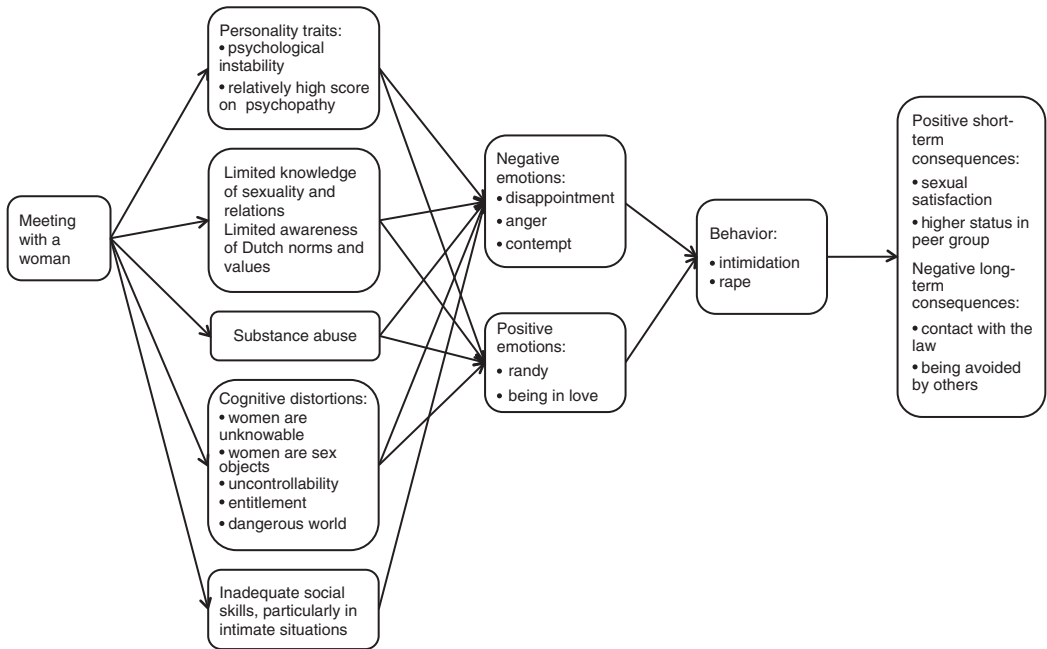 Meeting
with a
woman
Personality traits:
• psychological
instability
• relatively high score
on psychopathy
Limited knowledge
of sexuality and
relations
Limited awareness
of Dutch norms and
values
Substance abuse
Cognitive distortions:
• women are
unknowable
• women are sex
objects
• uncontrollability
• entitlement
• dangerous world
Inadequate social
skills, particularly in
intimate situations
Negative
emotions:
• disappointment
• anger
• contempt
Positive
emotions:
• randy
• being in love
Behavior:
• intimidation
• rape
Positive short-
term
consequences:
• sexual
satisfaction
• higher status in
peer group
Negative long-
term
consequences:
• contact with the
law
• being avoided
by others